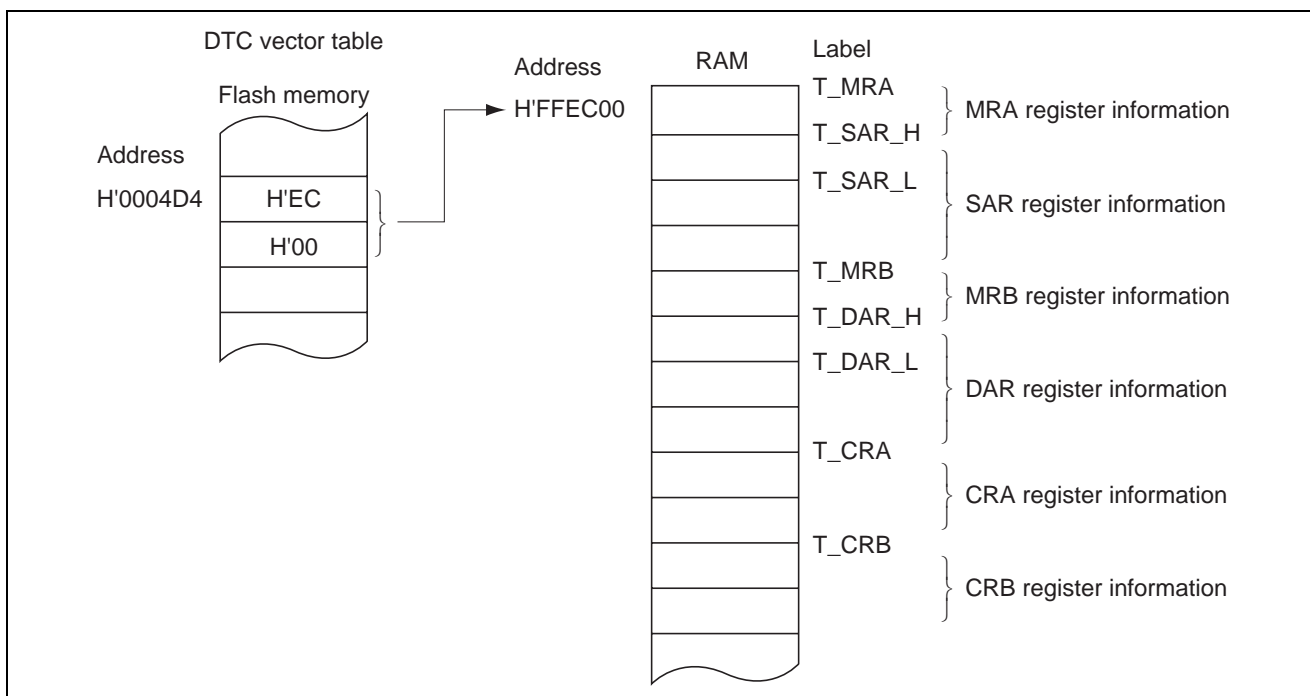 DTC vector table
Flash memory
Address
H'0004D4
H'EC
H'00
Address
H'FFEC00
RAM
Label
T_MRA
T_SAR_H
T_SAR_L
T_MRB
T_DAR_H
T_DAR_L
T_CRA
T_CRB
MRA register information
SAR register information
MRB register information
DAR register information
CRA register information
CRB register information